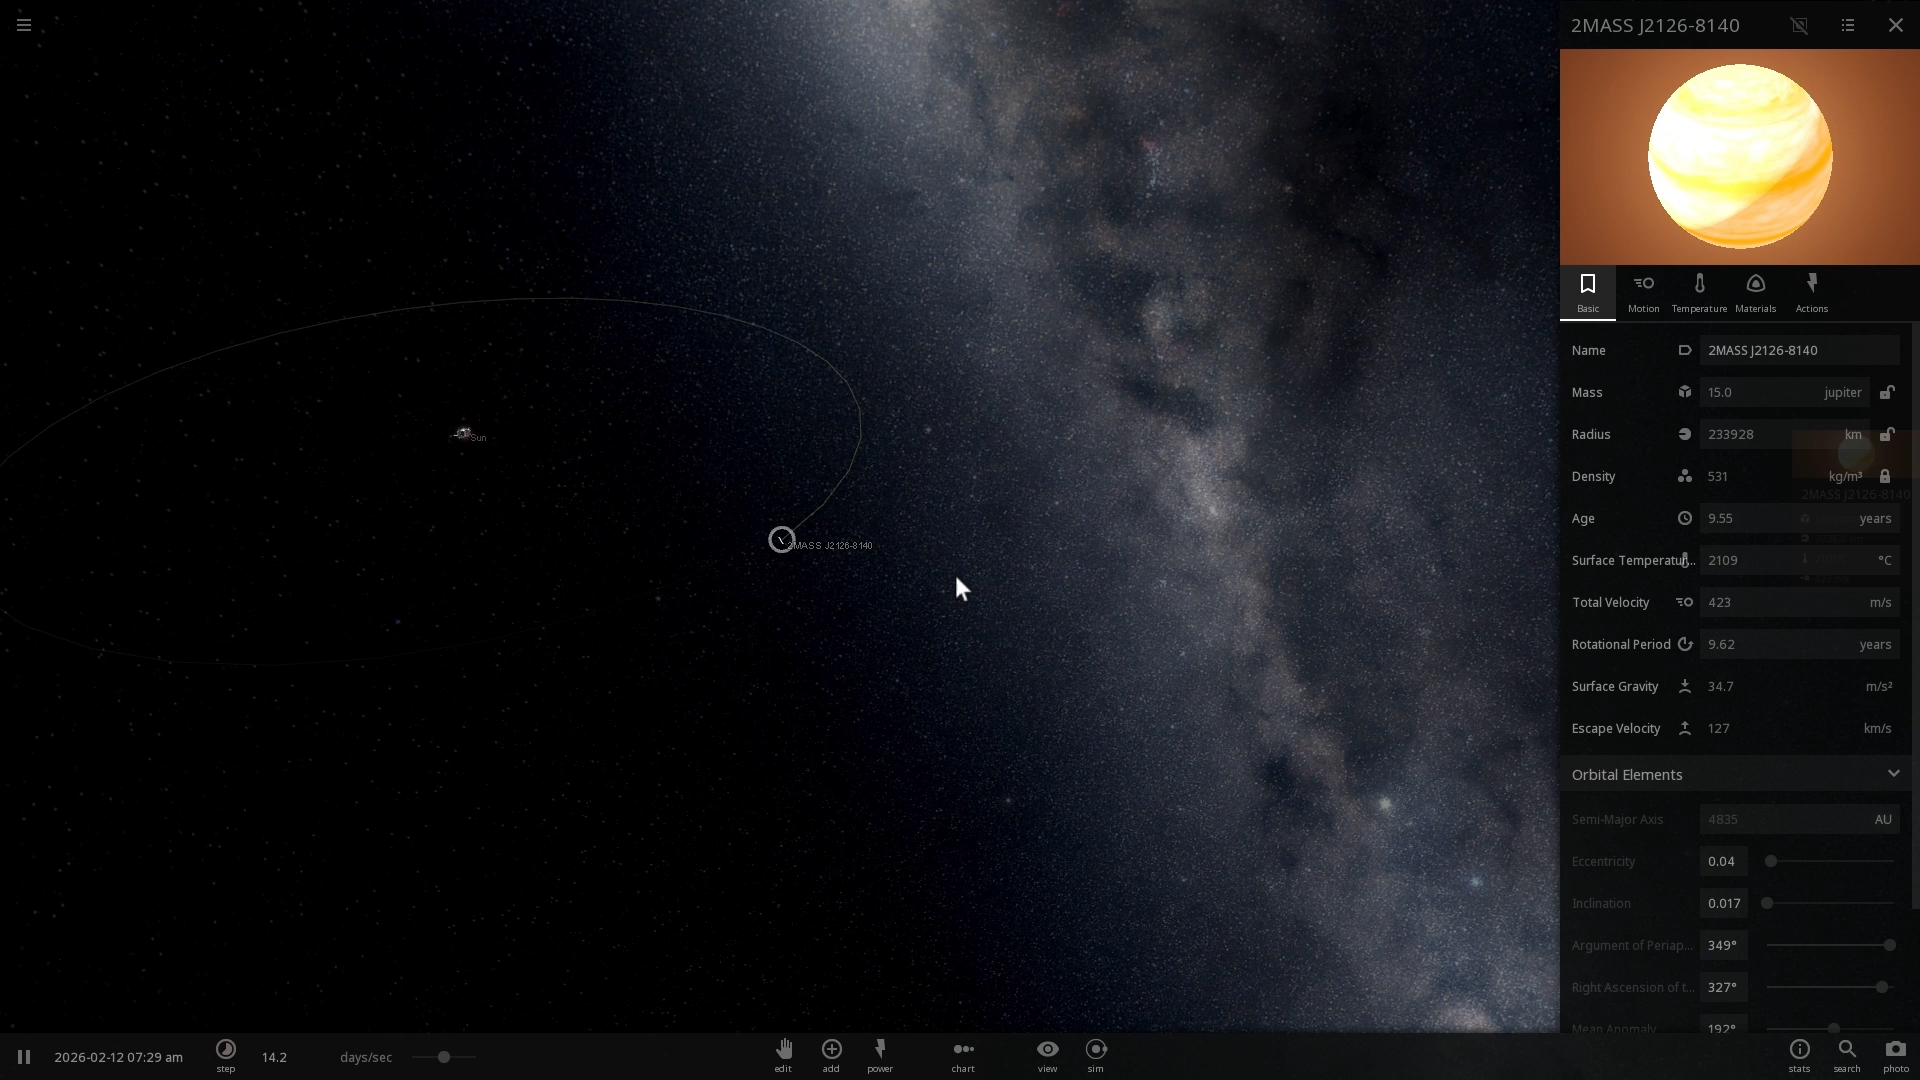 2MASS J2126-8140
Basic
Motion
Temperature
Materials
Actions
Name
2MASS J2126-8140
Mass
15.0
jupiter
Radius
233928
km
Density
531
kg/m³
2MASS J2126-8140
Age
9.55
years
Surface Temperatur...
2109
°C
Total Velocity
423
m/s
Rotational Period
9.62
years
Surface Gravity
34.7
m/s²
Escape Velocity
127
km/s
Orbital Elements
Semi-Major Axis
4835
AU
Eccentricity
0.04
Inclination
0.017
Argument of Periap...
349°
Right Ascension of t...
327°
Mean Anomaly
192°
Sun
2MASS J2126-8140
2026-02-12 07:29 am
step
14.2
days/sec
edit
add
power
chart
view
sim
stats
search
photo